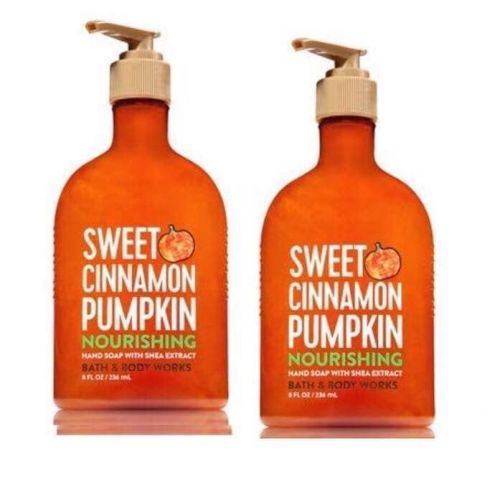 SWEET
CINNAMON
PUMPKIN
NOURISHING
HAND SOAP WITH SHEA EXTRACT
BATH & BODY WORKS
8 FL OZ / 236 mL
SWEET
CINNAMON
PUMPKIN
NOURISHING
HAND SOAP WITH SHEA EXTRACT
BATH & BODY WORKS
8 FL OZ / 236 mL